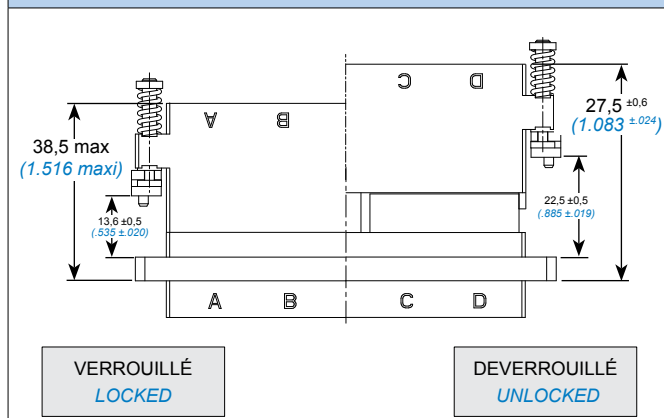 C D
A B
38,5 max
(1.516 maxi)
27,5 ±0,6
(1.083 ±.024)
13,6 ±0,5
(.535 ±.020)
22,5 ±0,5
(.885 ±.019)
A B C D
VERROUILLÉ
LOCKED
DEVERROUILLÉ
UNLOCKED